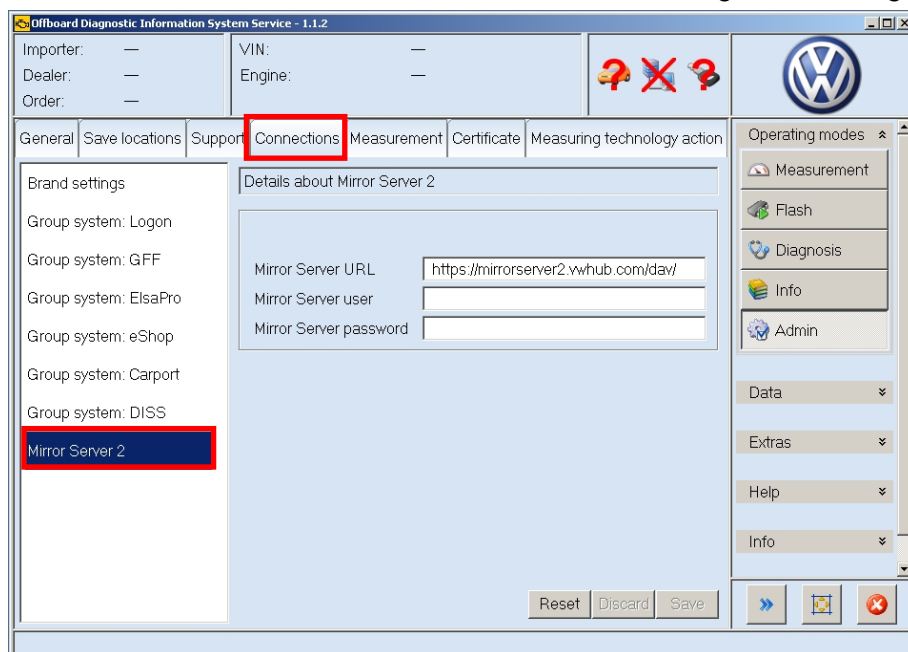 Offboard Diagnostic Information System Service - 1.1.2
Importer: —
Dealer: —
Order: —
VIN: —
Engine: —
General Save locations Support Connections Measurement Certificate Measuring technology action
Brand settings
Group system: Logon
Group system: GFF
Group system: ElsaPro
Group system: eShop
Group system: Carport
Group system: DISS
Mirror Server 2
Details about Mirror Server 2
Mirror Server URL https://mirrorserver2.vwhub.com/dav/
Mirror Server user
Mirror Server password
Reset Discard Save
Operating modes
Measurement
Flash
Diagnosis
Info
Admin
Data
Extras
Help
Info